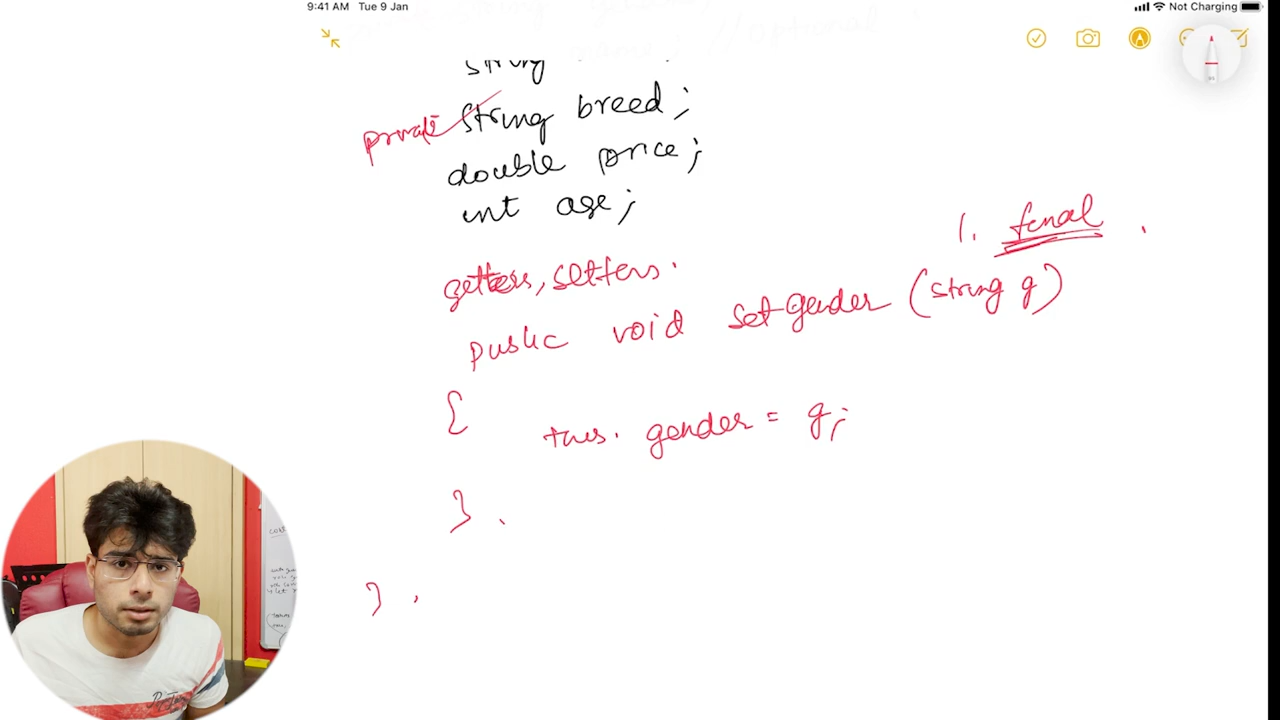 9:41 AM Tue 9 Jan
Not Charging
// optional
String
private String breed;
double price;
int age;
1. final .
getters, setters.
public void setgender (string g)
{
this. gender = g;
} .
} .